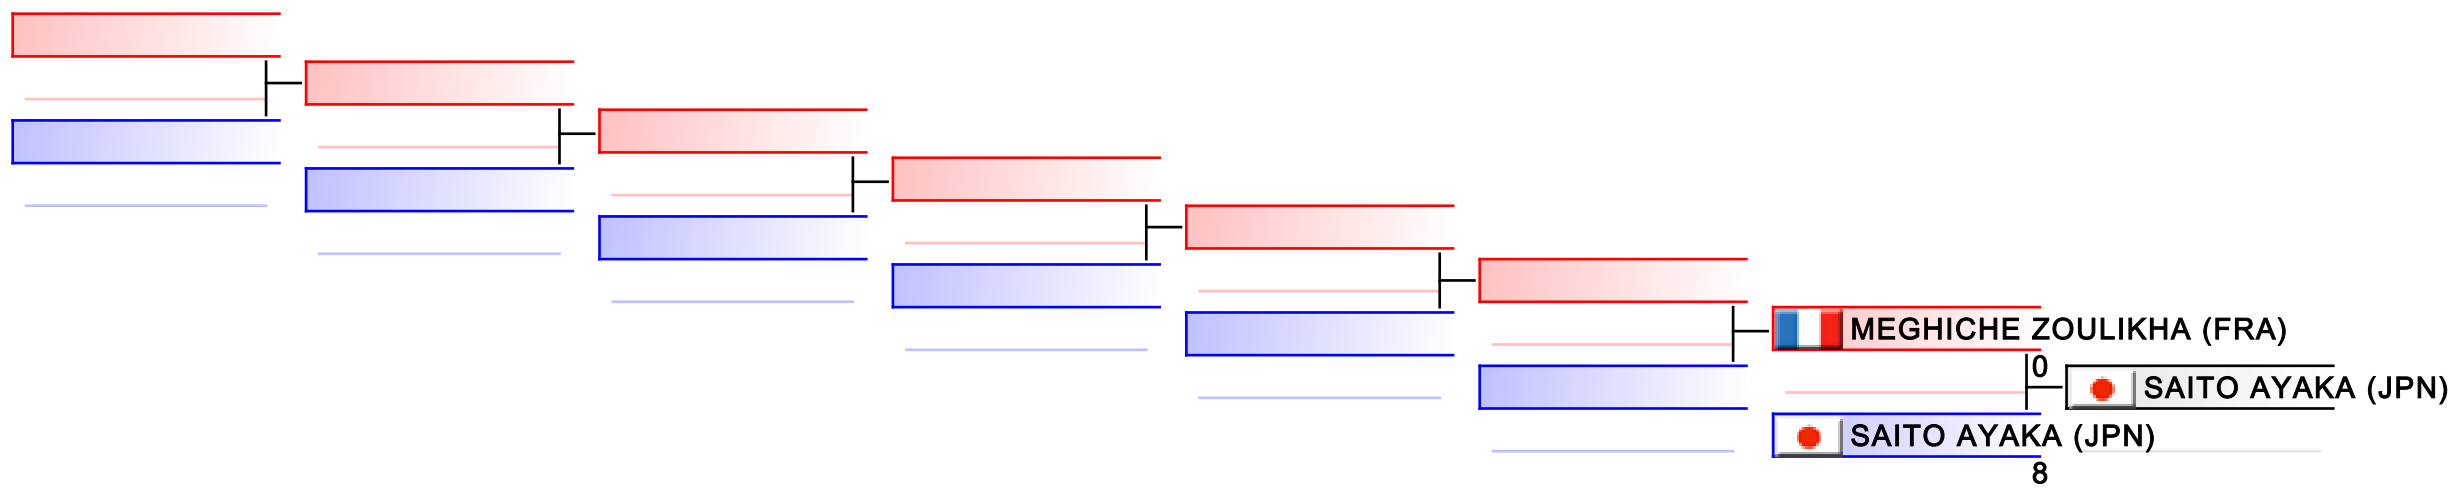 MEGHICHE ZOULIKHA (FRA)
0
SAITO AYAKA (JPN)
SAITO AYAKA (JPN)
8